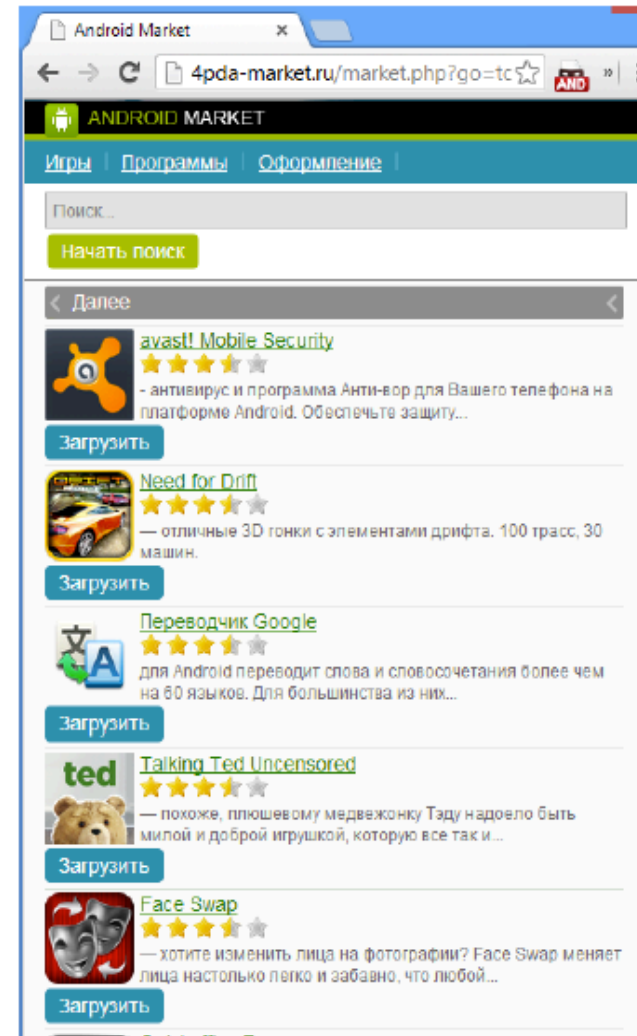 Android Market
4pda-market.ru/market.php?go=tc
AND
ANDROID MARKET
Игры
Программы
Оформление
Поиск...
Начать поиск
Далее
avast! Mobile Security
- антивирус и программа Анти-вор для Вашего телефона на
платформе Android. Обеспечьте защиту...
Загрузить
Need for Drift
— отличные 3D гонки с элементами дрифта. 100 трасс, 30
машин.
Загрузить
Переводчик Google
для Android переводит слова и словосочетания более чем
на 60 языков. Для большинства из них...
Загрузить
ted
Talking Ted Uncensored
— похоже, плюшевому медвежонку Тэду надоело быть
милой и доброй игрушкой, которую все так и...
Загрузить
Face Swap
— хотите изменить лица на фотографии? Face Swap меняет
лица настолько легко и забавно, что любой...
Загрузить